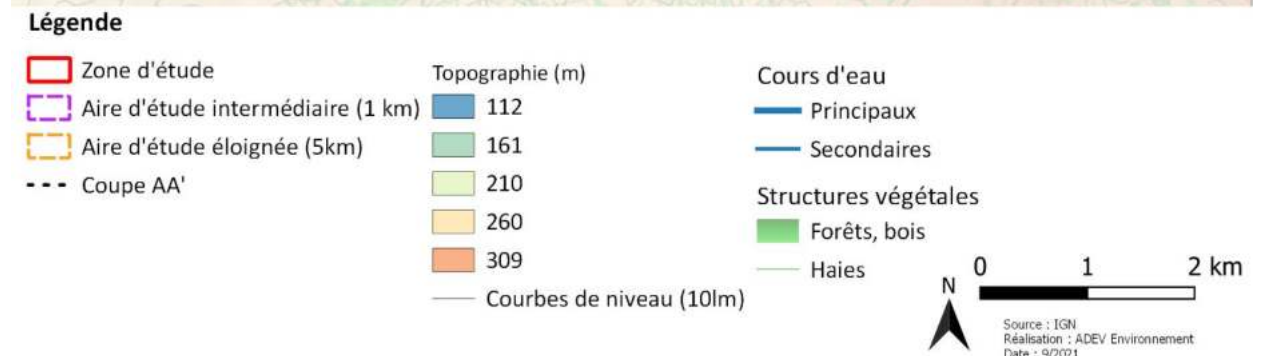 Légende
Zone d'étude
Aire d'étude intermédiaire (1 km)
Aire d'étude éloignée (5km)
Coupe AA'
Topographie (m)
112
161
210
260
309
Courbes de niveau (10lm)
Cours d'eau
Principaux
Secondaires
Structures végétales
Forêts, bois
Haies
N
0 1 2 km
Source : IGN
Réalisation : ADEV Environnement
Date : 9/2021